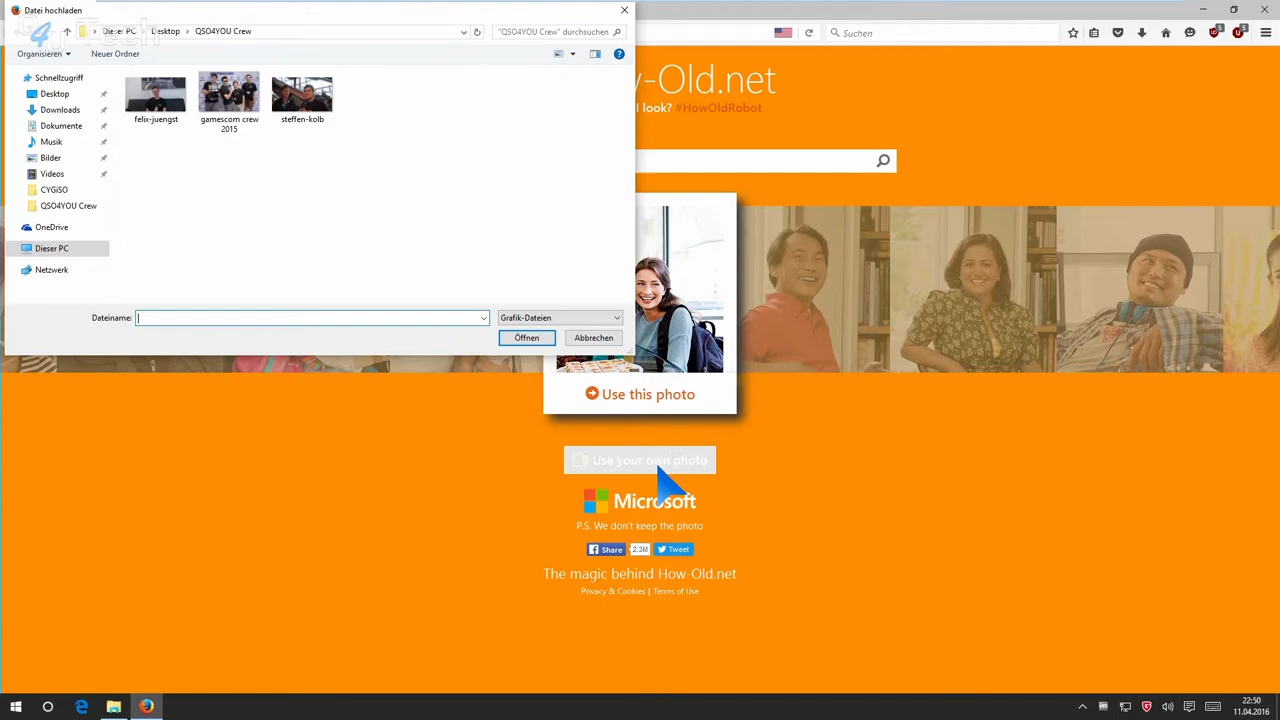 Datei hochladen
Dieser PC > Desktop > QSO4YOU Crew
"QSO4YOU Crew" durchsuchen
Organisieren
Neuer Ordner
Schnellzugriff
Desktop
Downloads
Dokumente
Musik
Bilder
Videos
CYGiSO
QSO4YOU Crew
OneDrive
Dieser PC
Netzwerk
felix-juengst
gamescom crew
2015
steffen-kolb
Dateiname:
Grafik-Dateien
Öffnen
Abbrechen
Suchen
5
5
w-Old.net
l look? #HowOldRobot
Use this photo
Use your own photo
Microsoft
P.S. We don't keep the photo
Share
2.3M
Tweet
The magic behind How-Old.net
Privacy & Cookies | Terms of Use
22:50
11.04.2016